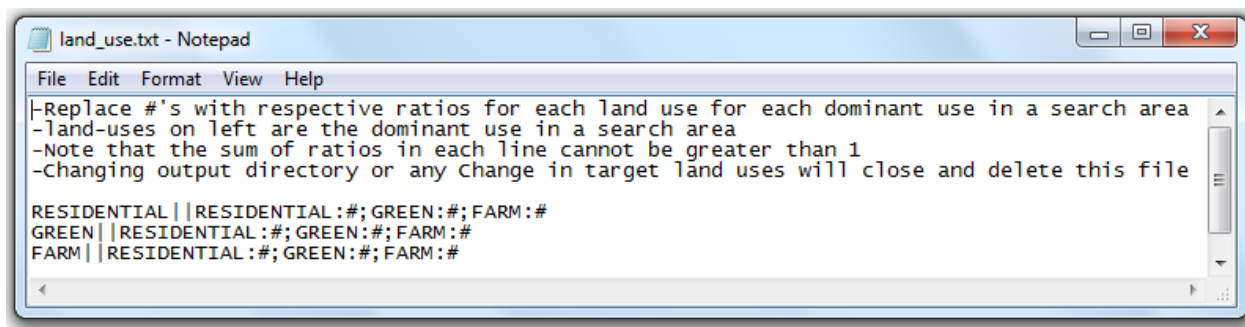 land_use.txt - Notepad
File Edit Format View Help
-Replace #'s with respective ratios for each land use for each dominant use in a search area
-land-uses on left are the dominant use in a search area
-Note that the sum of ratios in each line cannot be greater than 1
-Changing output directory or any Change in target land uses will close and delete this file
RESIDENTIAL||RESIDENTIAL:#;GREEN:#;FARM:#
GREEN||RESIDENTIAL:#;GREEN:#;FARM:#
FARM||RESIDENTIAL:#;GREEN:#;FARM:#